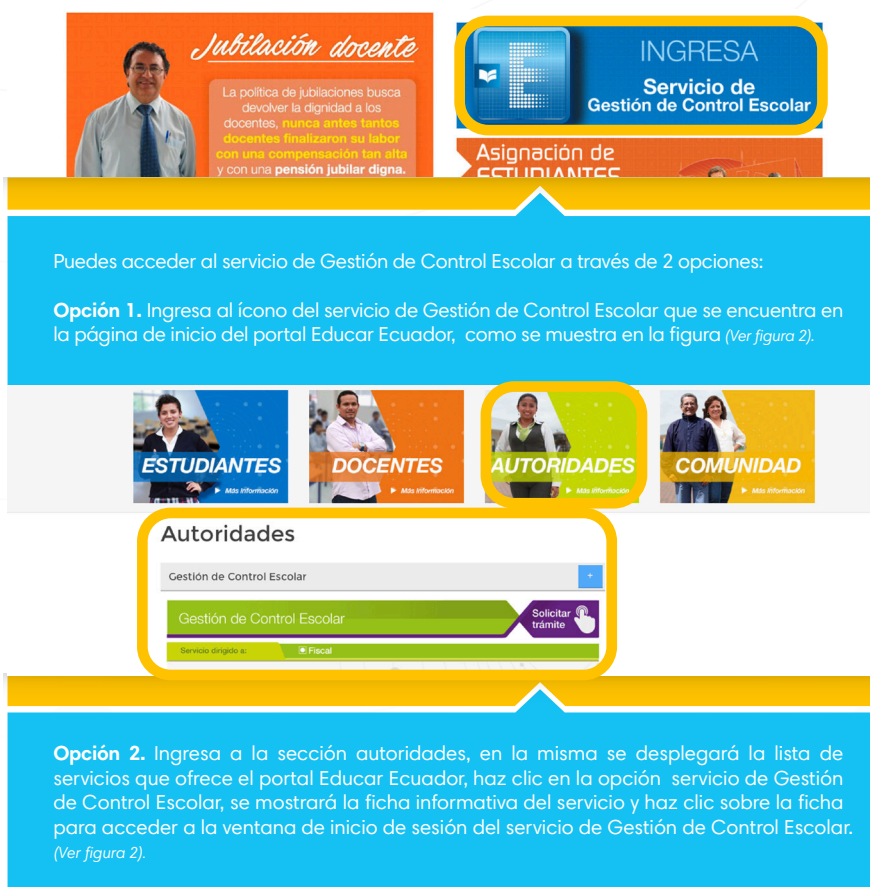 Jubilación docente
La política de jubilaciones busca
devolver la dignidad a los
docentes, nunca antes tantos
docentes finalizaron su labor
con una compensación tan alta
y con una pensión jubilar digna.
E
INGRESA
Servicio de
Gestión de Control Escolar
Asignación de
ESTUDIANTES
Puedes acceder al servicio de Gestión de Control Escolar a través de 2 opciones:
Opción 1. Ingresa al ícono del servicio de Gestión de Control Escolar que se encuentra en
la página de inicio del portal Educar Ecuador, como se muestra en la figura (Ver figura 2).
ESTUDIANTES
Más Información
DOCENTES
Más Información
AUTORIDADES
Más Información
COMUNIDAD
Más Información
Autoridades
Gestión de Control Escolar
+
Gestión de Control Escolar
Solicitar
trámite
Servicio dirigido a:
Fiscal
Opción 2. Ingresa a la sección autoridades, en la misma se desplegará la lista de
servicios que ofrece el portal Educar Ecuador, haz clic en la opción servicio de Gestión
de Control Escolar, se mostrará la ficha informativa del servicio y haz clic sobre la ficha
para acceder a la ventana de inicio de sesión del servicio de Gestión de Control Escolar.
(Ver figura 2).